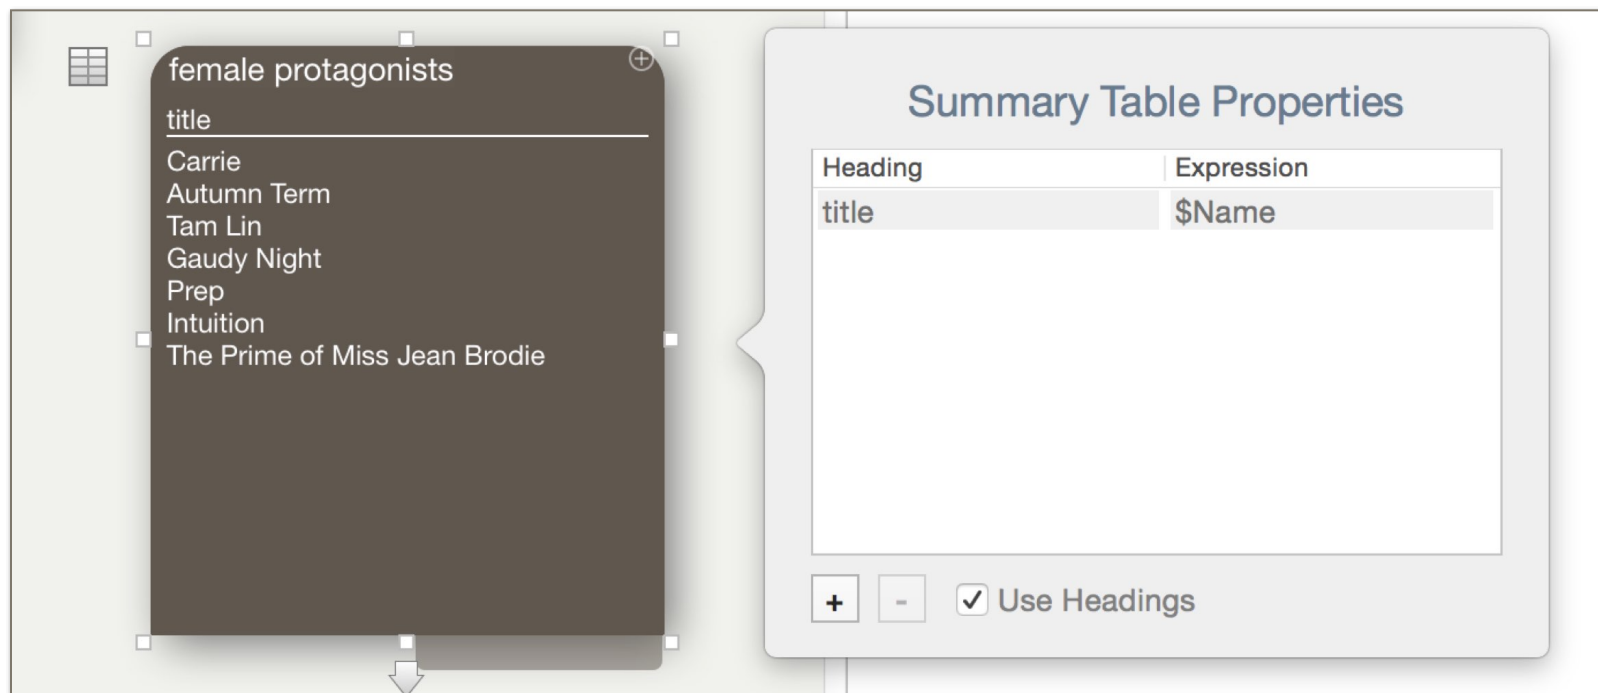 female protagonists
title
Carrie
Autumn Term
Tam Lin
Gaudy Night
Prep
Intuition
The Prime of Miss Jean Brodie
Summary Table Properties
Heading Expression
title $Name
+ - Use Headings